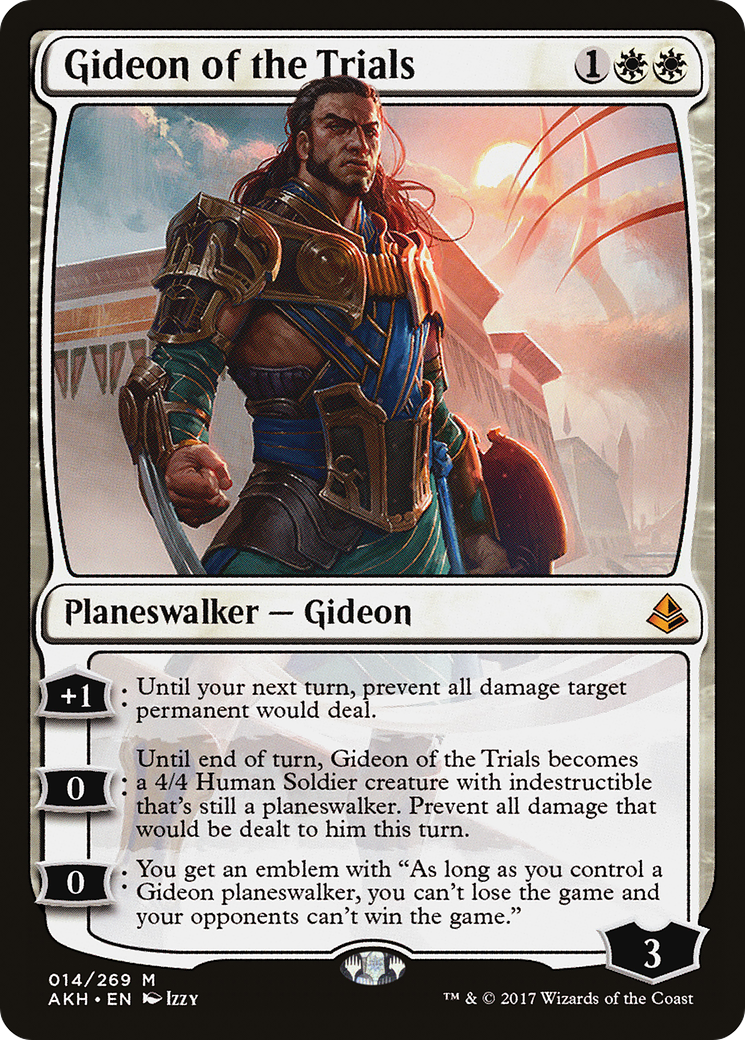 Gideon of the Trials 1
Planeswalker — Gideon
+1 : Until your next turn, prevent all damage target
permanent would deal.
0 : Until end of turn, Gideon of the Trials becomes
a 4/4 Human Soldier creature with indestructible
that's still a planeswalker. Prevent all damage that
would be dealt to him this turn.
0 : You get an emblem with “As long as you control a
Gideon planeswalker, you can't lose the game and
your opponents can't win the game.”
3
014/269 M
AKH • EN Izzy
™ & © 2017 Wizards of the Coast